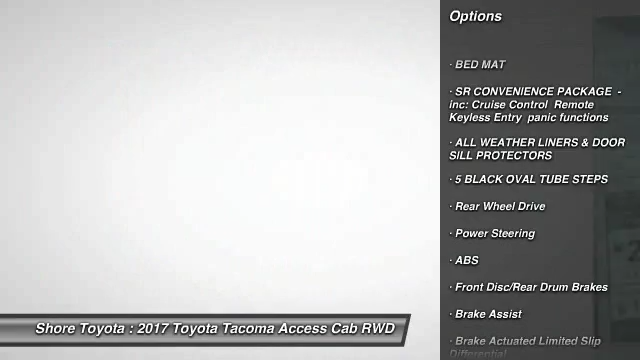 Options
· BED MAT
· SR CONVENIENCE PACKAGE -
inc: Cruise Control Remote
Keyless Entry panic functions
· ALL WEATHER LINERS & DOOR
SILL PROTECTORS
· 5 BLACK OVAL TUBE STEPS
· Rear Wheel Drive
· Power Steering
· ABS
· Front Disc/Rear Drum Brakes
· Brake Assist
· Brake Actuated Limited Slip
Differential
Shore Toyota : 2017 Toyota Tacoma Access Cab RWD